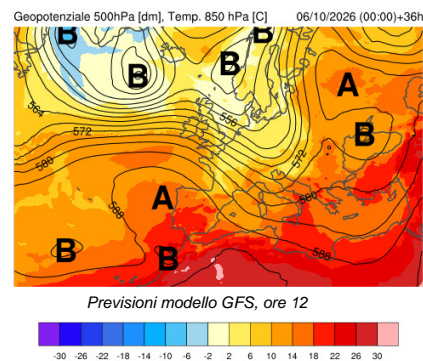 Geopotenziale 500hPa [dm], Temp. 850 hPa [C] 06/10/2026 (00:00)+36h
B B
B B A
564 556
572 B
580 572
588 A 586
B B 588
Previsioni modello GFS, ore 12
-30 -26 -22 -18 -14 -10 -6 -2 2 6 10 14 18 22 26 30